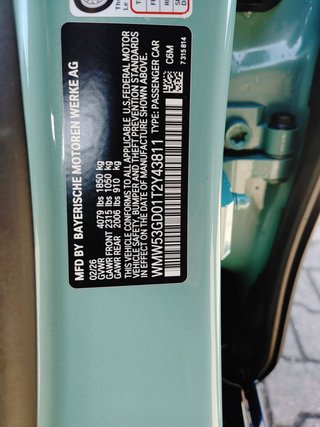 MFD BY BAYERISCHE MOTOREN WERKE AG
02/26
GVWR 4079 lbs 1850 kg
GAWR FRONT 2315 lbs 1050 kg
GAWR REAR 2006 lbs 910 kg
THIS VEHICLE CONFORMS TO ALL APPLICABLE U.S. FEDERAL MOTOR
VEHICLE SAFETY, BUMPER AND THEFT PREVENTION STANDARDS
IN EFFECT ON THE DATE OF MANUFACTURE SHOWN ABOVE.
WMW53GD01T2Y43811 TYPE: PASSENGER CAR
C6M
7315814